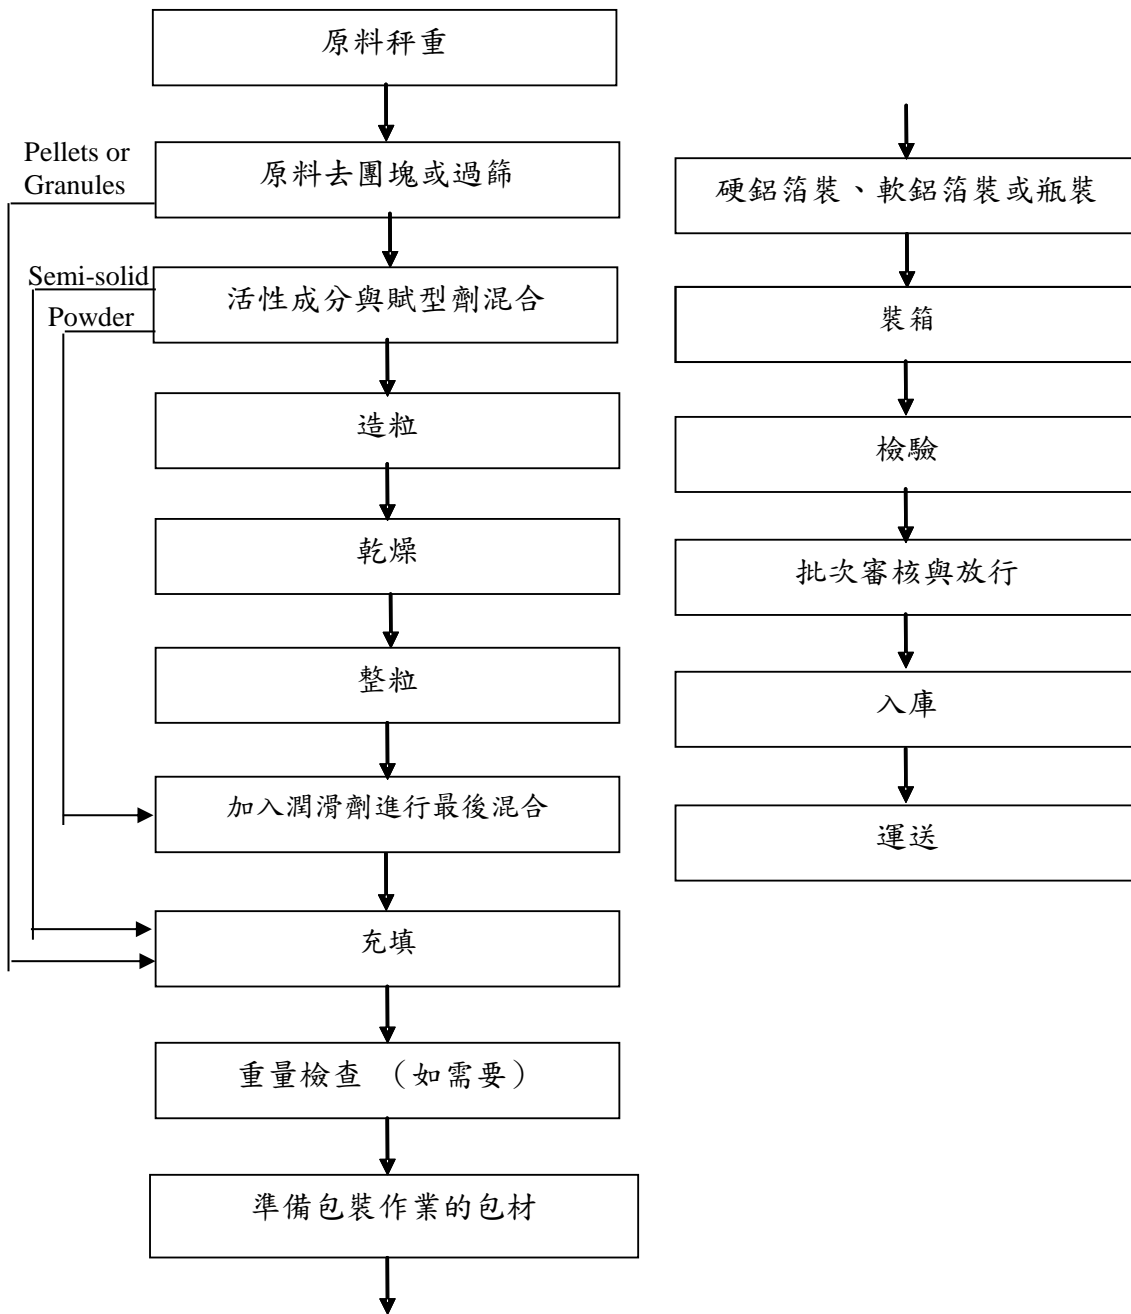 原料秤重
Pellets or
Granules
原料去團塊或過篩
Semi-solid
活性成分與賦型劑混合
Powder
造粒
乾燥
整粒
加入潤滑劑進行最後混合
充填
重量檢查 （如需要）
準備包裝作業的包材
硬鋁箔裝、軟鋁箔裝或瓶裝
裝箱
檢驗
批次審核與放行
入庫
運送